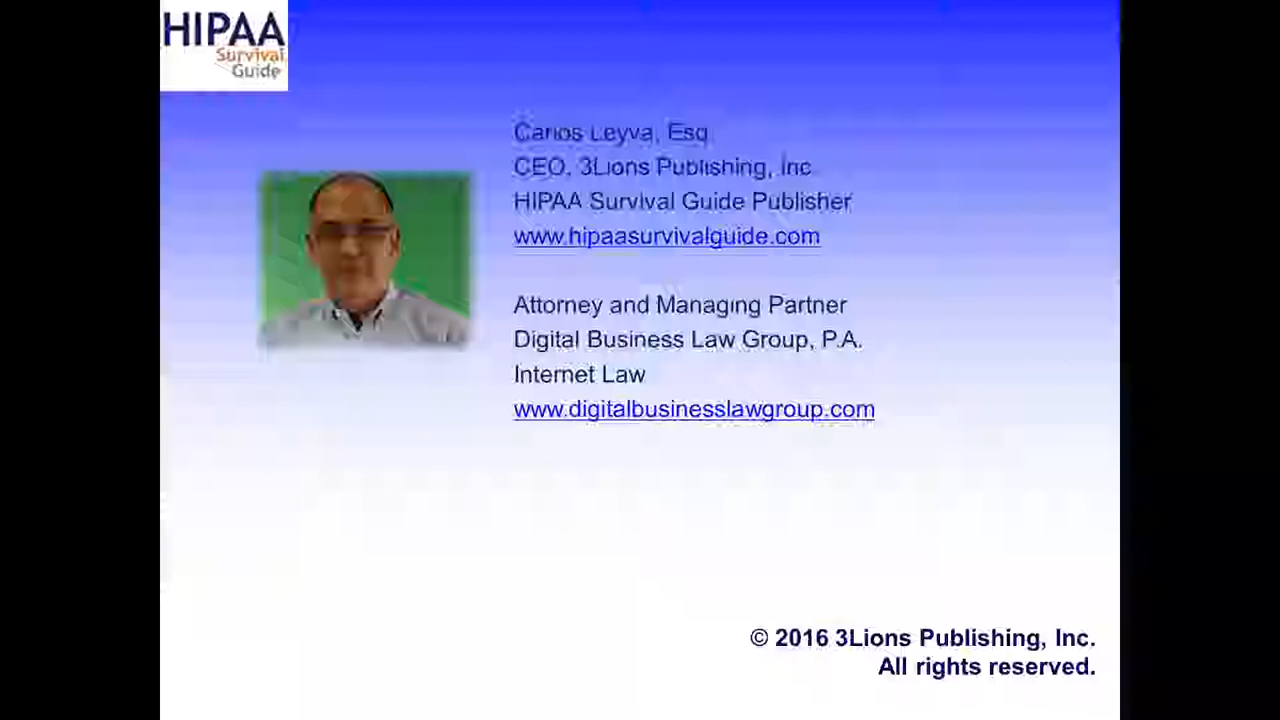 HIPAA
Survival
Guide
Carlos Leyva, Esq.
CEO, 3Lions Publishing, Inc.
HIPAA Survival Guide Publisher
www.hipaasurvivalguide.com
Attorney and Managing Partner
Digital Business Law Group, P.A.
Internet Law
www.digitalbusinesslawgroup.com
© 2016 3Lions Publishing, Inc.
All rights reserved.